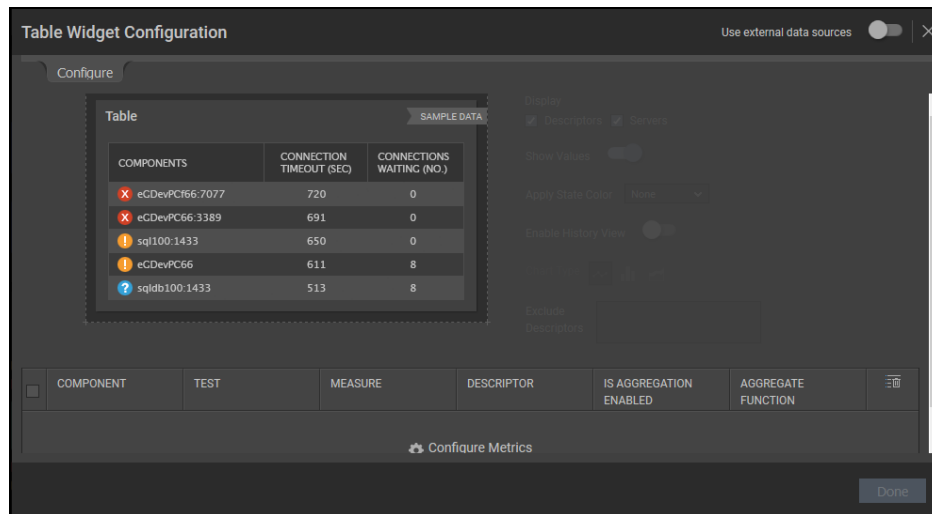 Table Widget Configuration
Use external data sources
Configure
Table
SAMPLE DATA
COMPONENTS
CONNECTION
TIMEOUT (SEC)
CONNECTIONS
WAITING (NO.)
eGDevPCf66:7077 720 0
eGDevPC66:3389 691 0
sql100:1433 650 0
eGDevPC66 611 8
sqldb100:1433 513 8
Display
Descriptors Servers
Show Values
Apply State Color None
Enable History View
Exclude
Descriptors
COMPONENT TEST MEASURE DESCRIPTOR IS AGGREGATION
ENABLED AGGREGATE
FUNCTION
Configure Metrics
Done